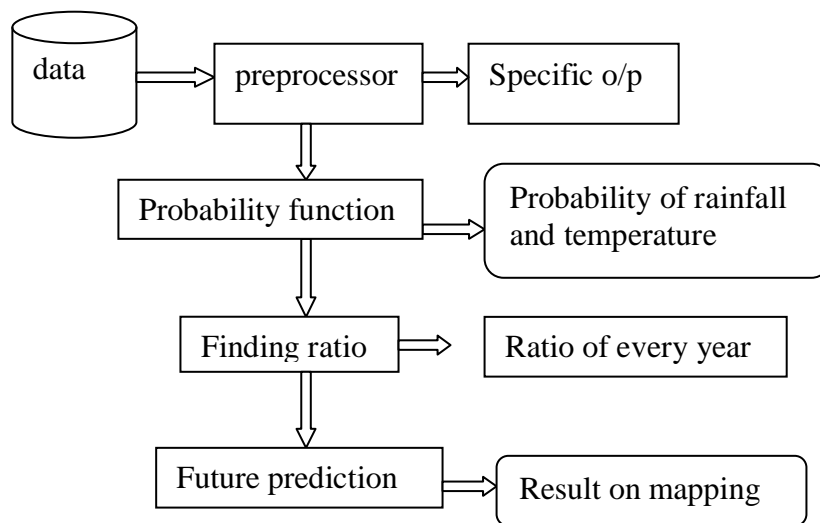 data
preprocessor
Specific o/p
Probability function
Probability of rainfall
and temperature
Finding ratio
Ratio of every year
Future prediction
Result on mapping